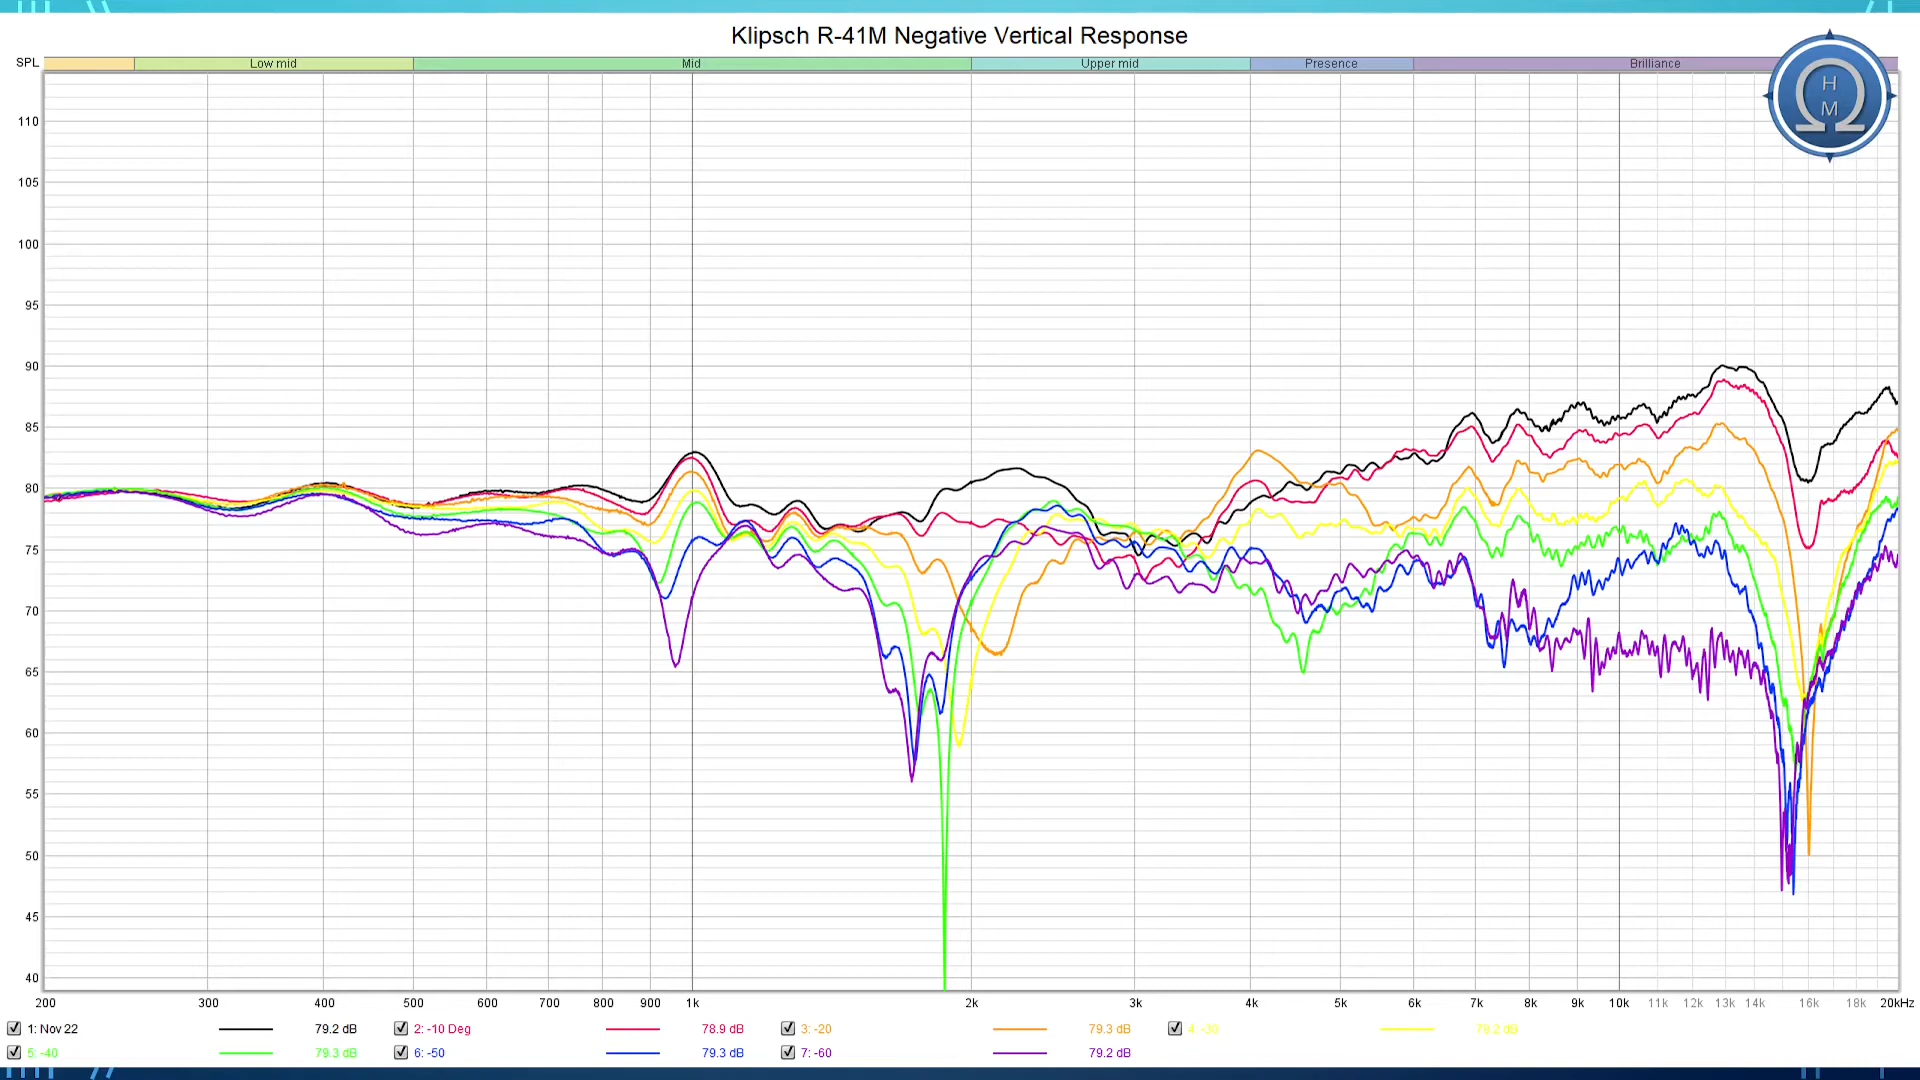 Klipsch R-41M Negative Vertical Response
SPL Low mid Mid Upper mid Presence Brilliance
H
M
110
105
100
95
90
85
80
75
70
65
60
55
50
45
40
200 300 400 500 600 700 800 900 1k 2k 3k 4k 5k 6k 7k 8k 9k 10k 11k 12k 13k 14k 16k 18k 20kHz
1: Nov 22 79.2 dB 2: -10 Deg 78.9 dB 3: -20 79.3 dB 4: -30 79.2 dB
5: -40 79.3 dB 6: -50 79.3 dB 7: -60 79.2 dB